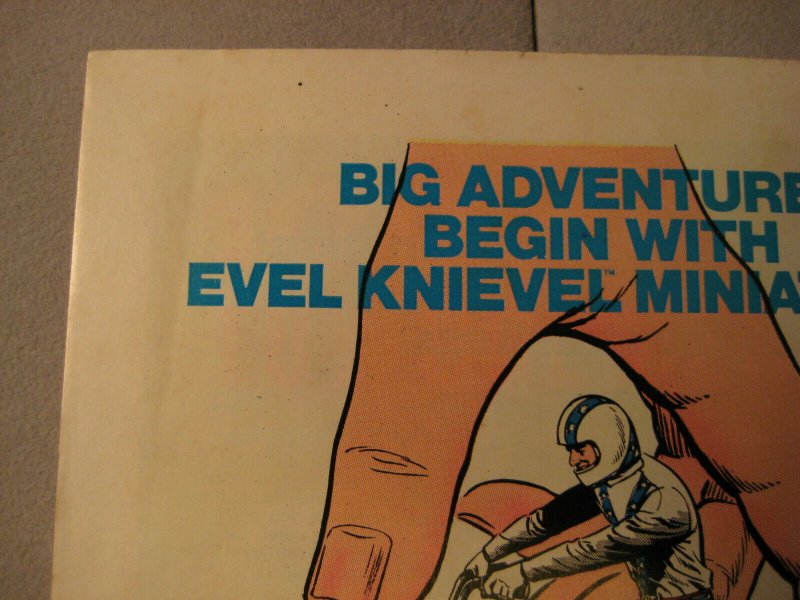 BIG ADVENTURE
BEGIN WITH
EVEL KNIEVEL™ MINIA